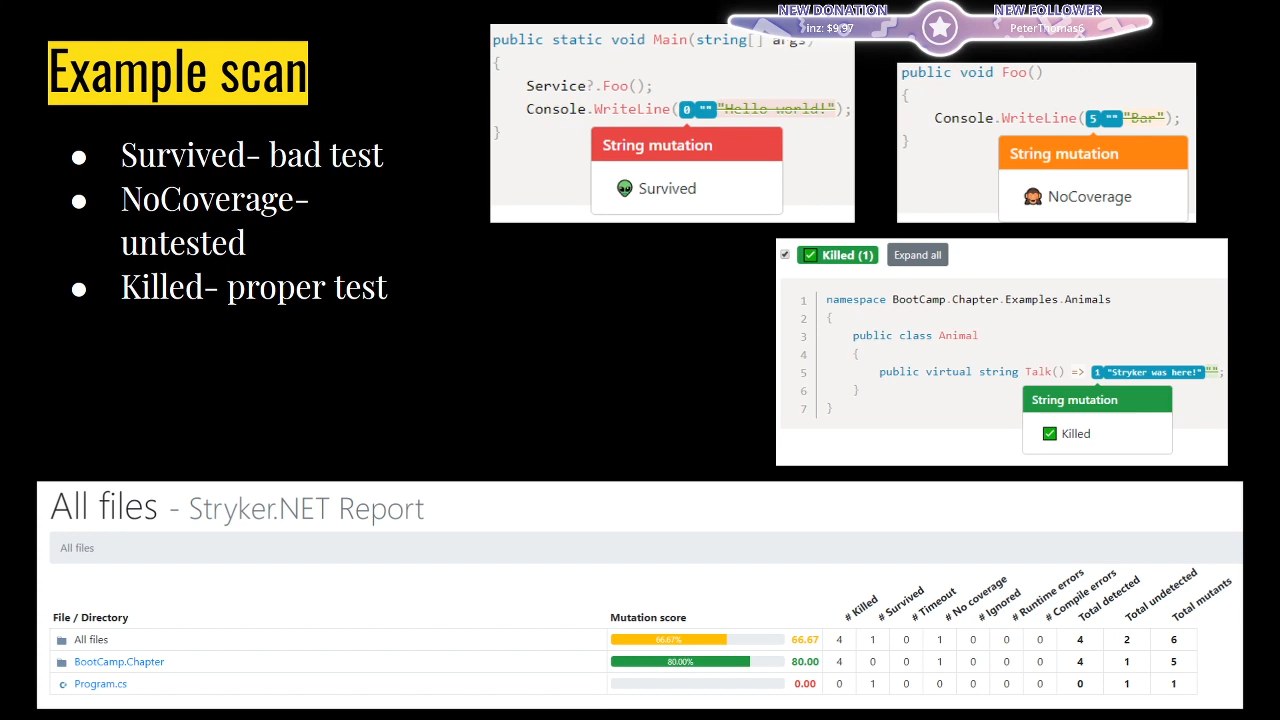 NEW DONATION
inz: $9.97
NEW FOLLOWER
PeterThomas6
Example scan
● Survived- bad test
● NoCoverage-
untested
● Killed- proper test
public static void Main(string[] args)
{
Service?.Foo();
Console.WriteLine(0 "" "Hello world!");
}
String mutation
Survived
public void Foo()
{
Console.WriteLine(5 "" "Bar");
}
String mutation
NoCoverage
Killed (1) Expand all
1 namespace BootCamp.Chapter.Examples.Animals
2 {
3 public class Animal
4 {
5 public virtual string Talk() => 1 "Stryker was here!" "";
6 }
7 }
String mutation
Killed
All files - Stryker.NET Report
All files
File / Directory Mutation score # Killed # Survived # Timeout # No coverage # Ignored # Runtime errors # Compile errors Total detected Total undetected Total mutants
All files 66.67% 66.67 4 1 0 1 0 0 0 4 2 6
BootCamp.Chapter 80.00% 80.00 4 0 0 1 0 0 0 4 1 5
Program.cs 0.00 0 1 0 0 0 0 0 0 1 1